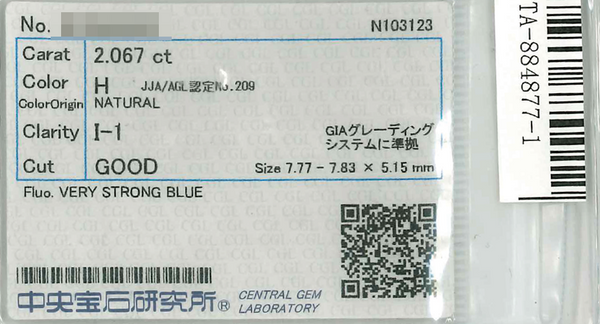 No. N103123
Carat 2.067 ct
Color H JJA/AGL認定No.209
ColorOrigin NATURAL
Clarity I-1 GIAグレーディング
システムに準拠
Cut GOOD Size 7.77 - 7.83 × 5.15 mm
Fluo. VERY STRONG BLUE
中央宝石研究所® CENTRAL GEM
LABORATORY
TA-884877-1